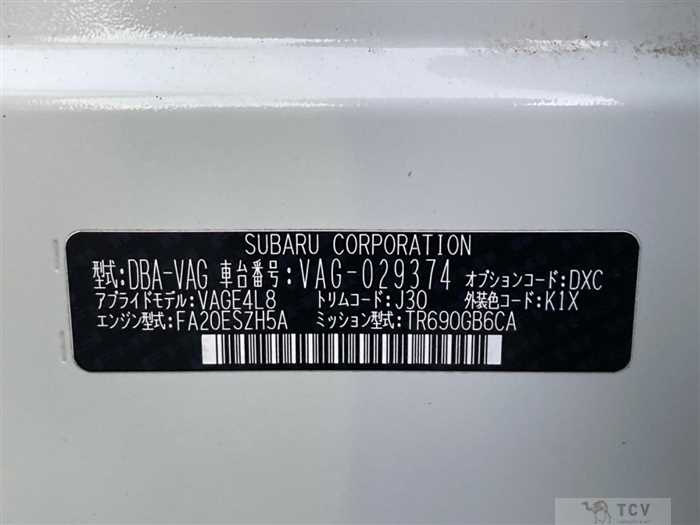 SUBARU CORPORATION
型式:DBA-VAG 車台番号:VAG-029374 オプションコード:DXC
アプライドモデル:VAGE4L8 トリムコード:J30 外装色コード:K1X
エンジン型式:FA20ESZH5A ミッション型式:TR690GB6CA
TCV